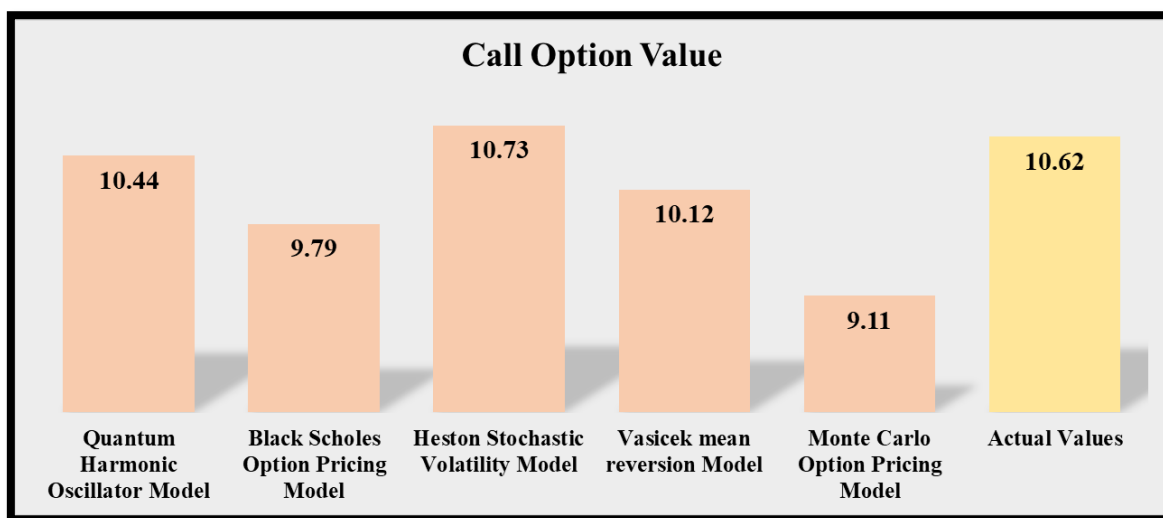 Call Option Value
10.44
9.79
10.73
10.12
9.11
10.62
Quantum
Harmonic
Oscillator Model
Black Scholes
Option Pricing
Model
Heston Stochastic
Volatility Model
Vasicek mean
reversion Model
Monte Carlo
Option Pricing
Model
Actual Values